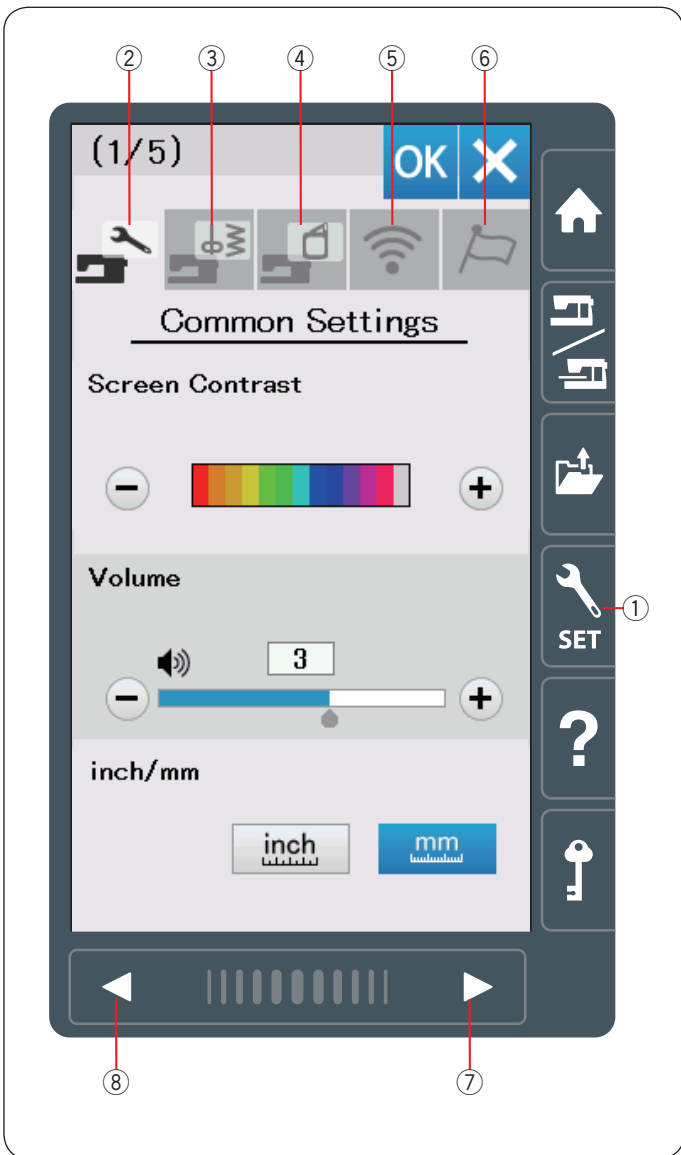 ② ③ ④ ⑤ ⑥
(1/5) OK
Common Settings
Screen Contrast
Volume
3
①
SET
?
inch/mm
inch mm
⑧ ⑦